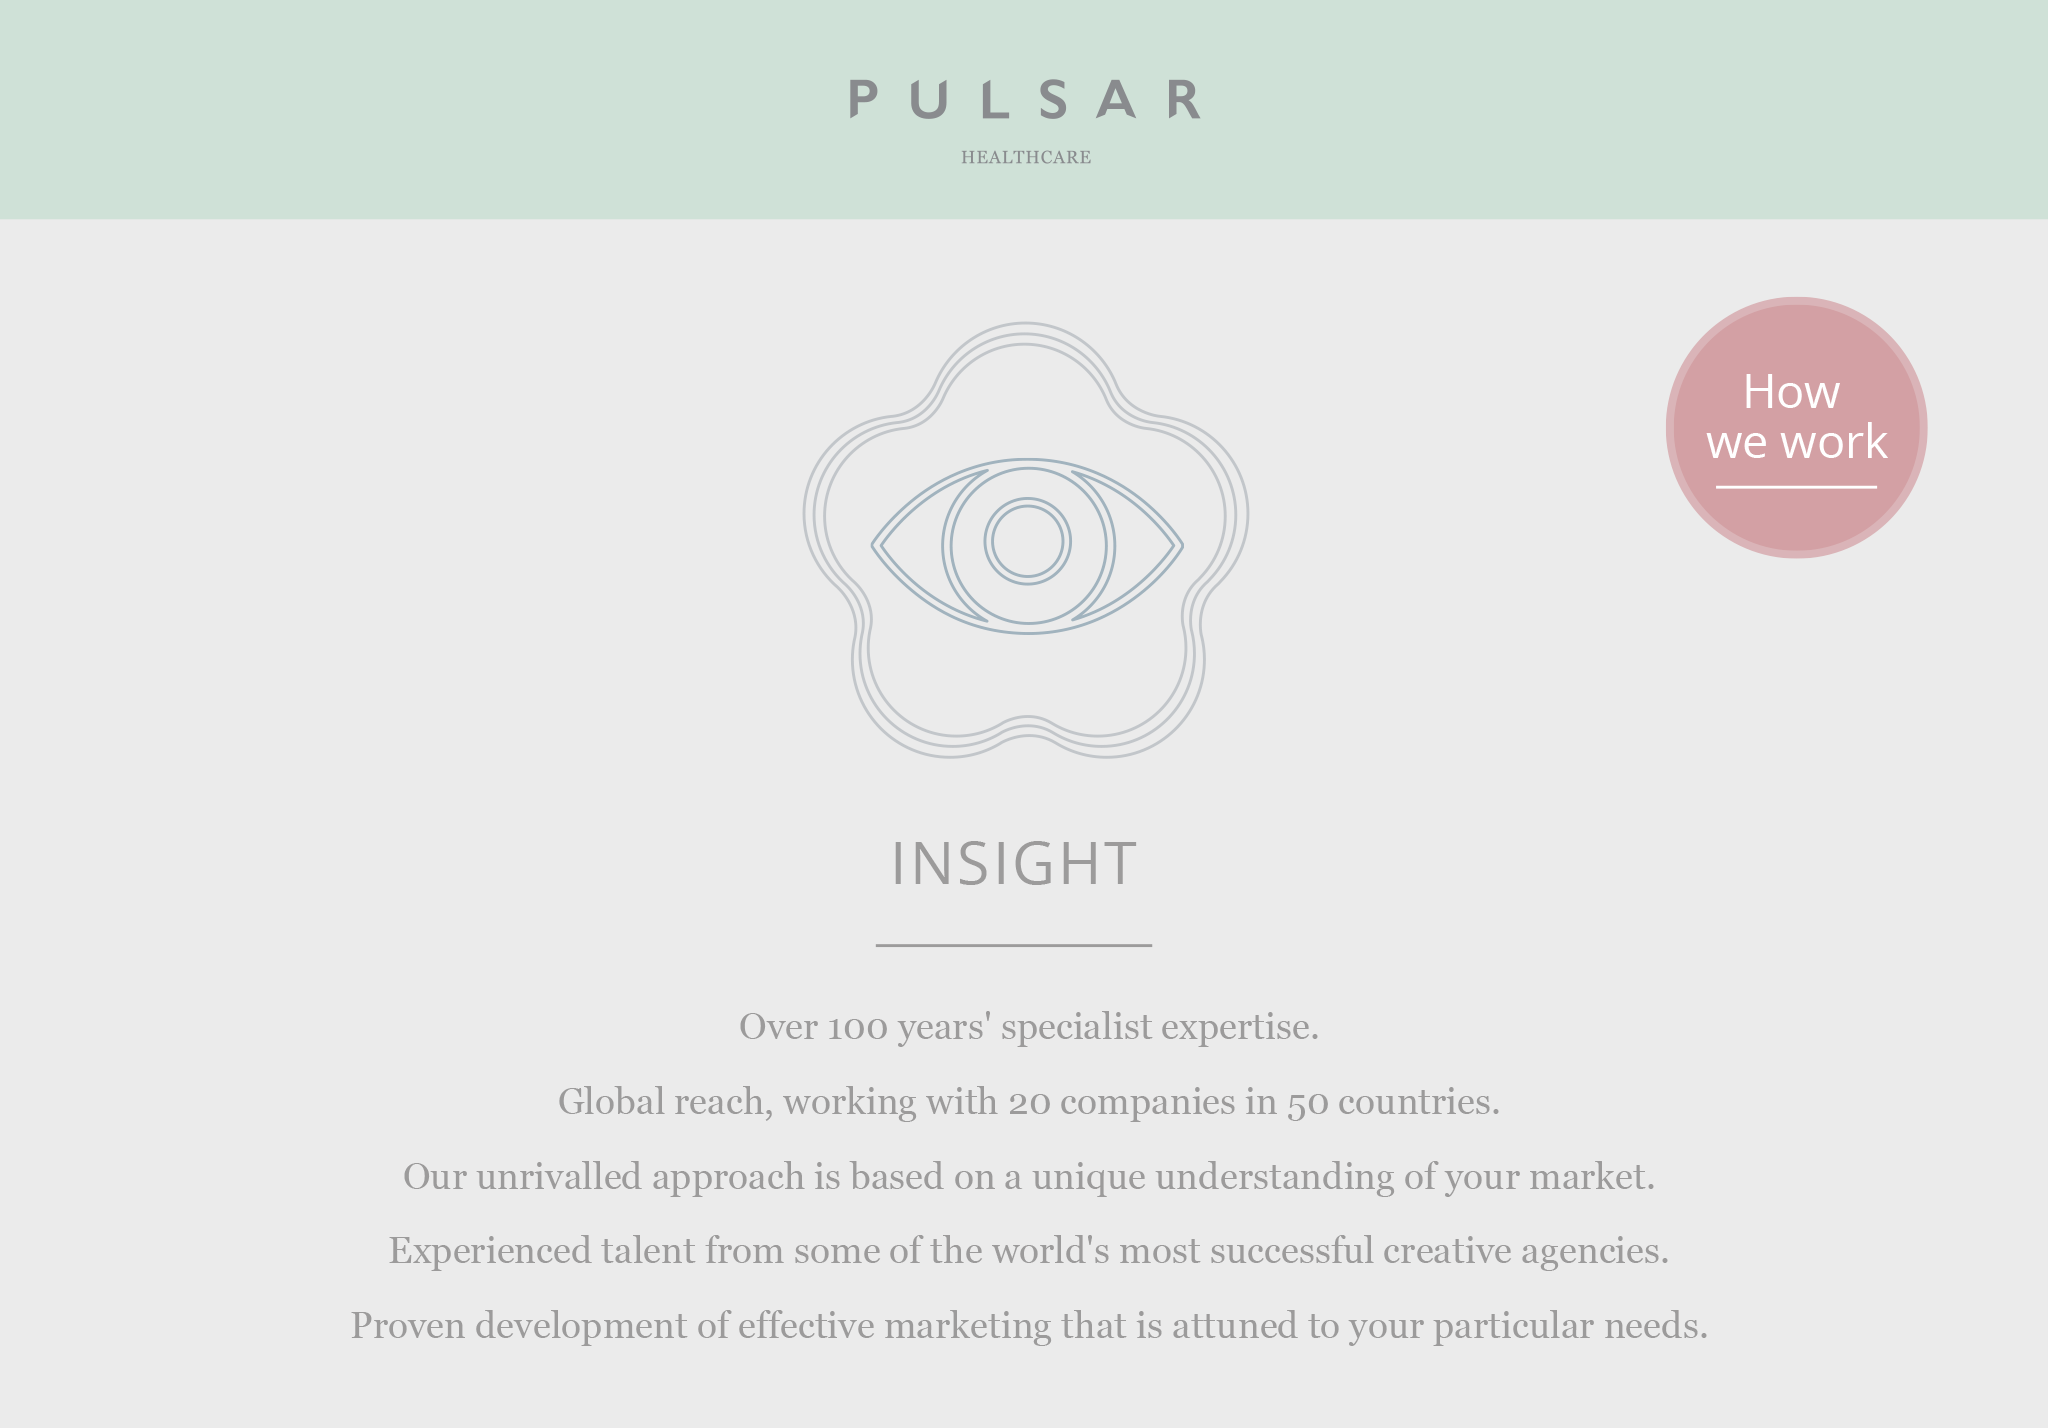 PULSAR
HEALTHCARE
How
we work
INSIGHT
Over 100 years' specialist expertise.
Global reach, working with 20 companies in 50 countries.
Our unrivalled approach is based on a unique understanding of your market.
Experienced talent from some of the world's most successful creative agencies.
Proven development of effective marketing that is attuned to your particular needs.